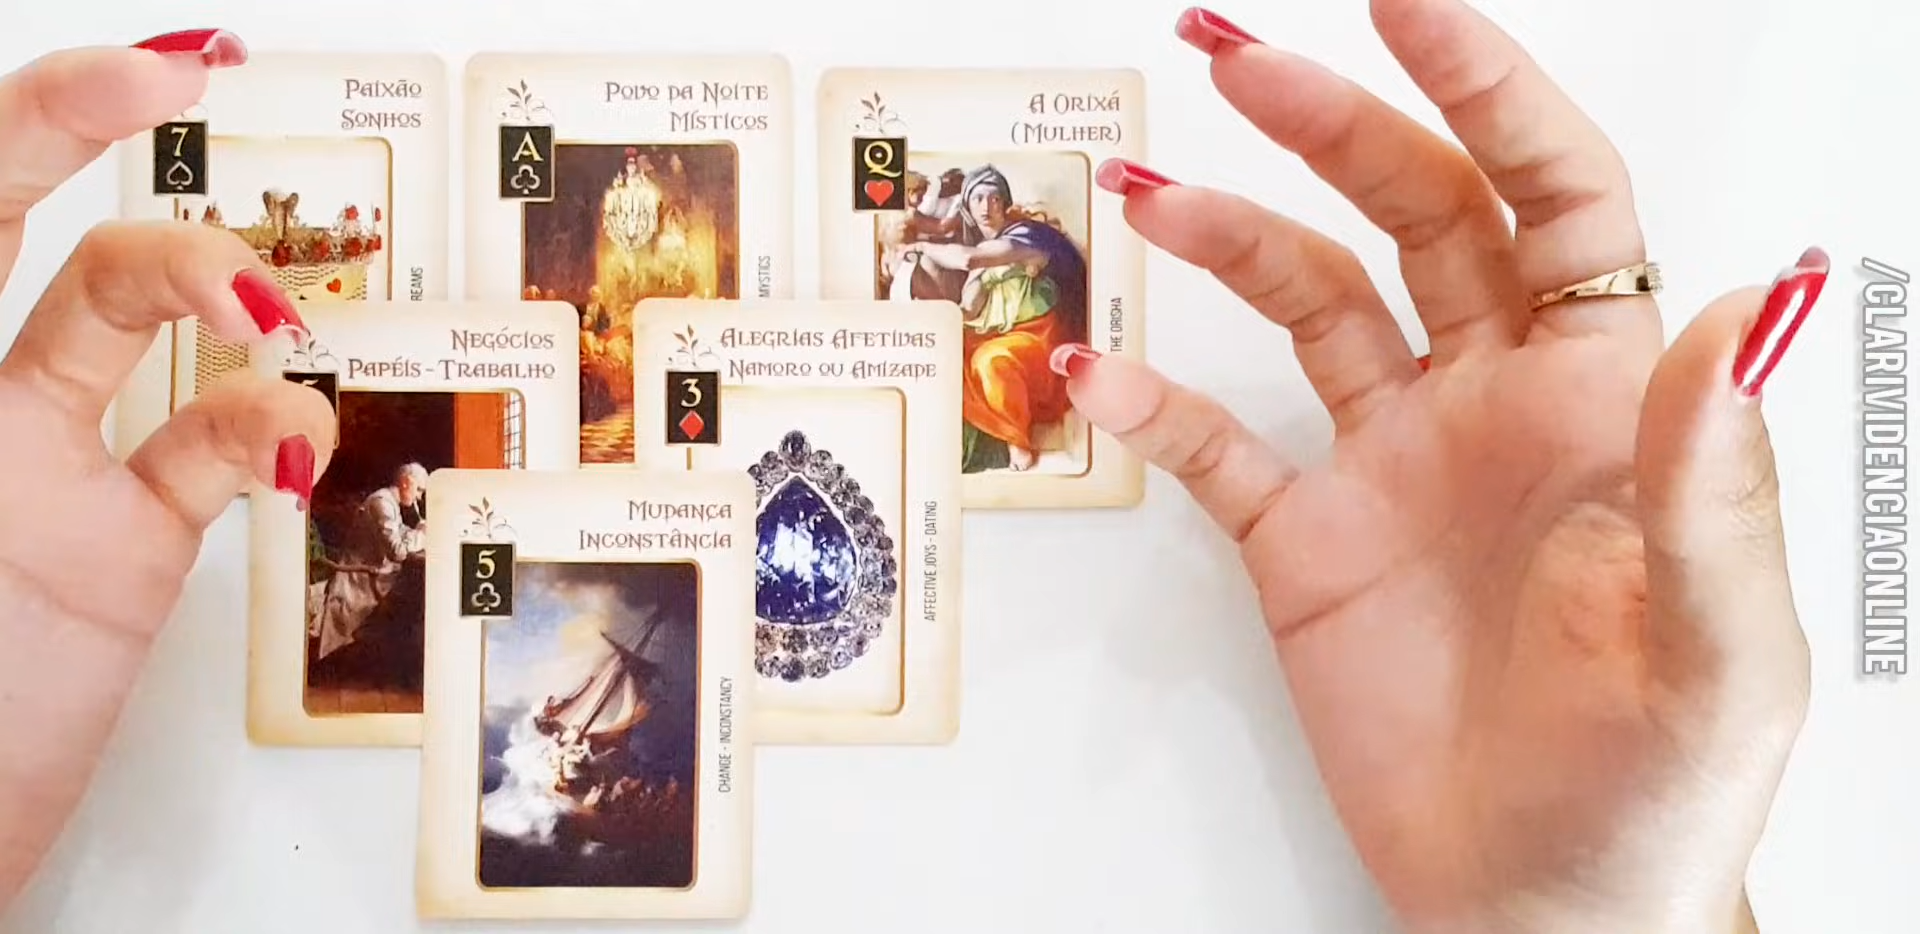 7
Paixão
Sonhos
REAMS
A
Povo da Noite
Místicos
MYSTICS
Q
A Orixá
(Mulher)
THE ORISHA
Negócios
Papéis - Trabalho
3
Alegrias Afetivas
Namoro ou Amizade
AFFECTIVE JOYS - DATING
5
Mudança
Inconstância
CHANGE - INCONSTANCY
/CLARIVIDENCIAONLINE